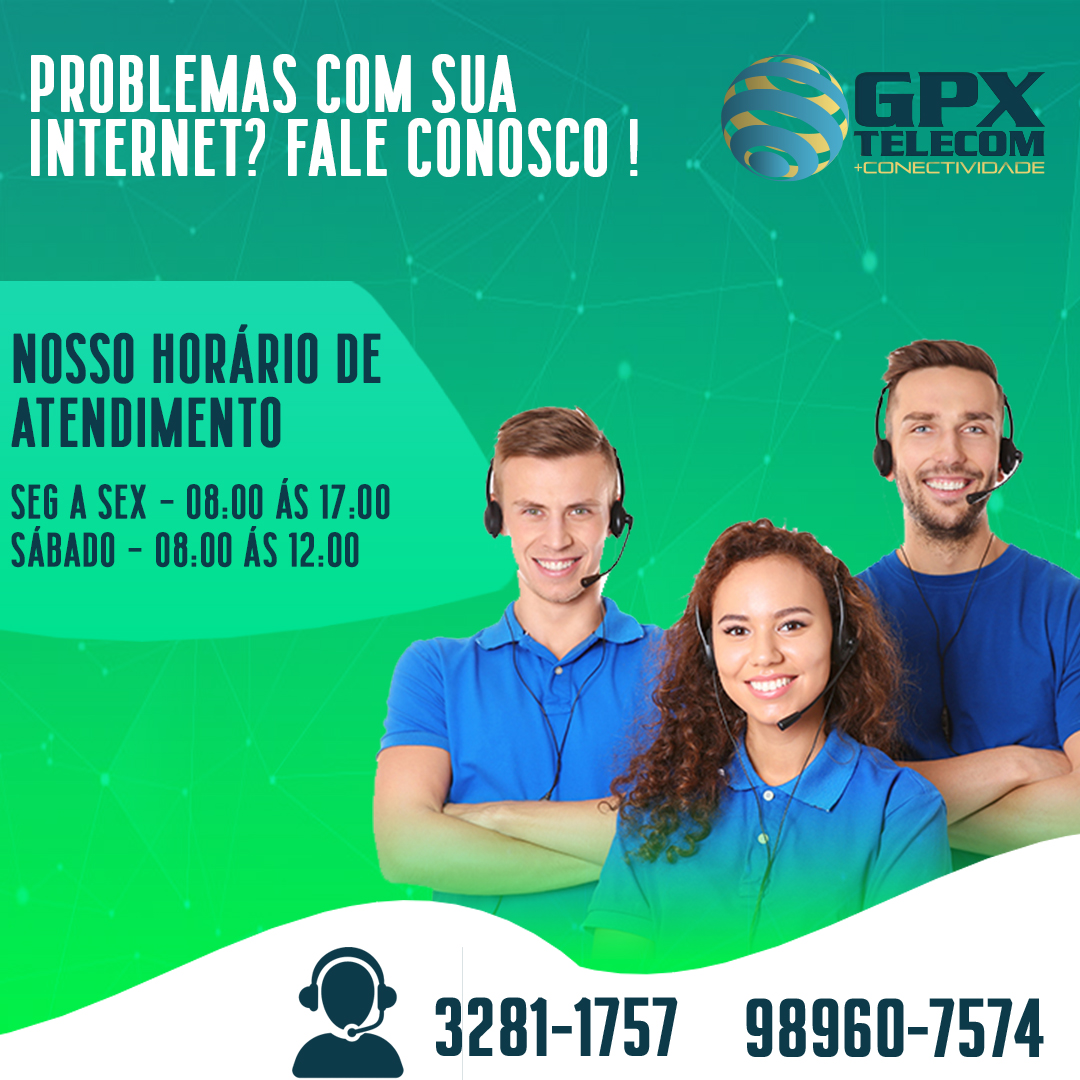 PROBLEMAS COM SUA
INTERNET? FALE CONOSCO !
GPX
TELECOM
+CONECTIVIDADE
NOSSO HORÁRIO DE
ATENDIMENTO
SEG A SEX - 08:00 ÁS 17:00
SÁBADO - 08:00 ÁS 12:00
3281-1757
98960-7574